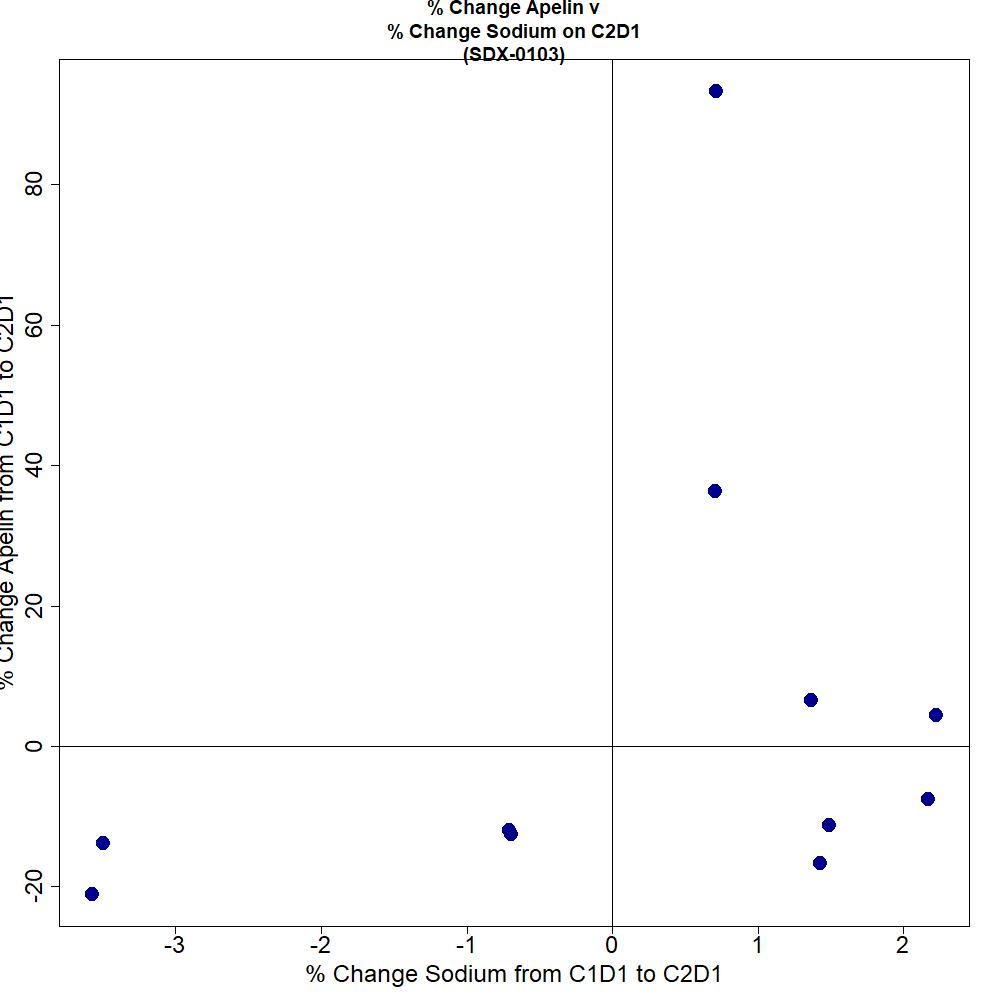 % Change Apelin v
% Change Sodium on C2D1
(SDX-0103)
% Change Apelin from C1D1 to C2D1
80
60
40
20
0
-20
-3
-2
-1
0
1
2
% Change Sodium from C1D1 to C2D1